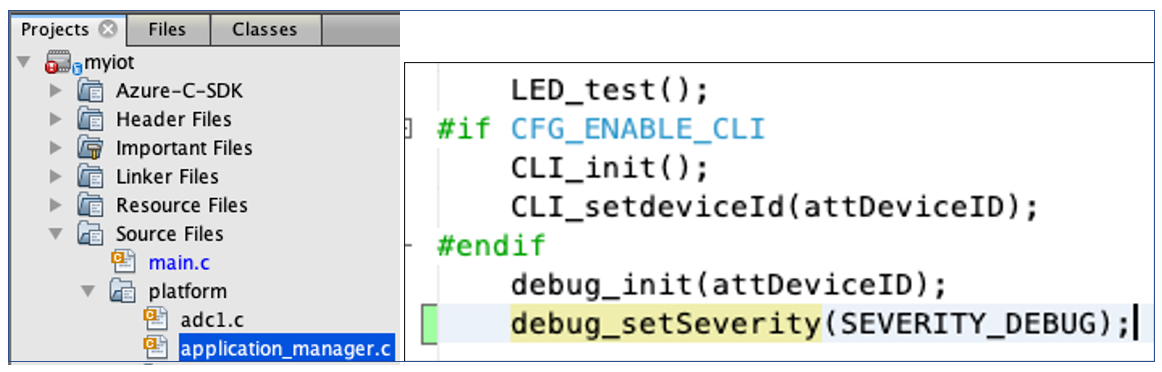 Projects
Files
Classes
myiot
Azure-C-SDK
Header Files
Important Files
Linker Files
Resource Files
Source Files
main.c
platform
adc1.c
application_manager.c
LED_test();
#if CFG_ENABLE_CLI
CLI_init();
CLI_setdeviceId(attDeviceID);
#endif
debug_init(attDeviceID);
debug_setSeverity(SEVERITY_DEBUG);